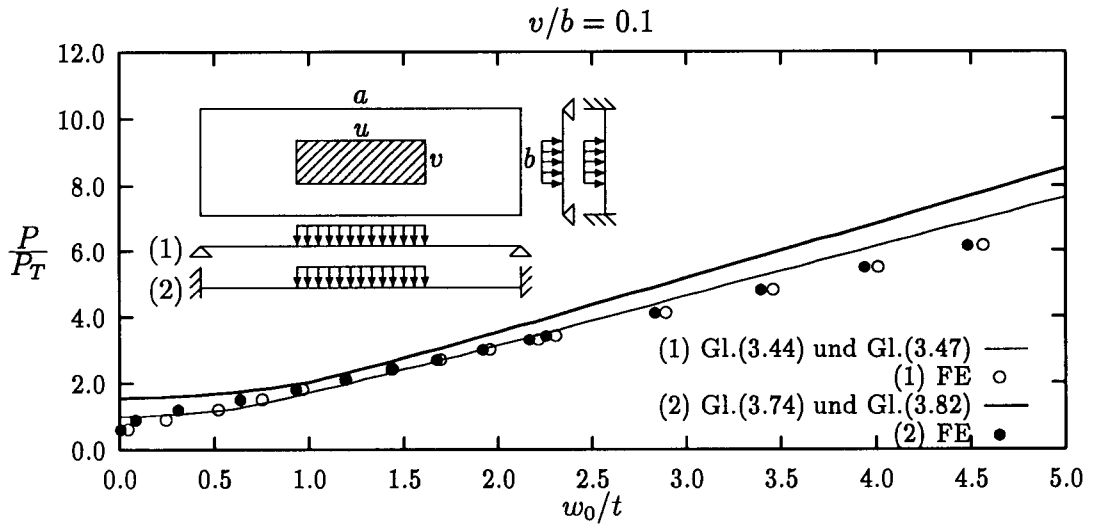 v/b = 0.1
12.0
10.0
8.0
6.0
4.0
2.0
0.0
P
P_T
a
u
v
b
(1)
(2)
(1) Gl.(3.44) und Gl.(3.47)
(1) FE
(2) Gl.(3.74) und Gl.(3.82)
(2) FE
0.0 0.5 1.0 1.5 2.0 2.5 3.0 3.5 4.0 4.5 5.0
w₀/t